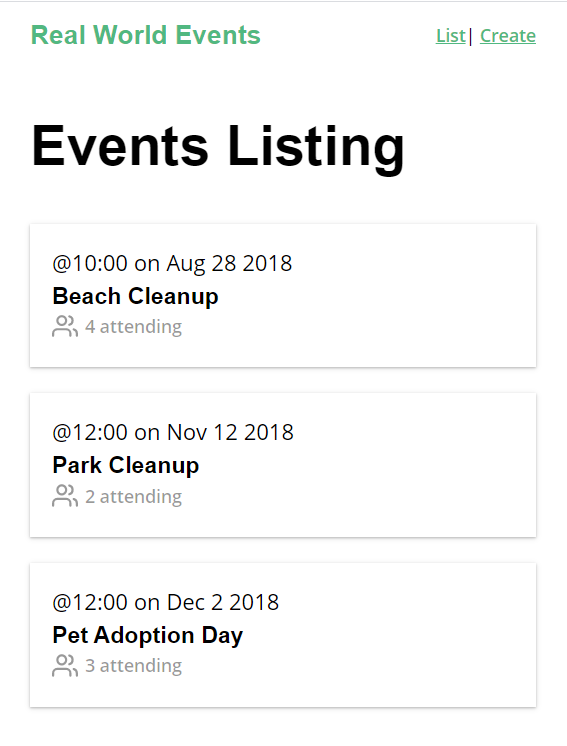 Real World Events
List| Create
Events Listing
@10:00 on Aug 28 2018
Beach Cleanup
4 attending
@12:00 on Nov 12 2018
Park Cleanup
2 attending
@12:00 on Dec 2 2018
Pet Adoption Day
3 attending